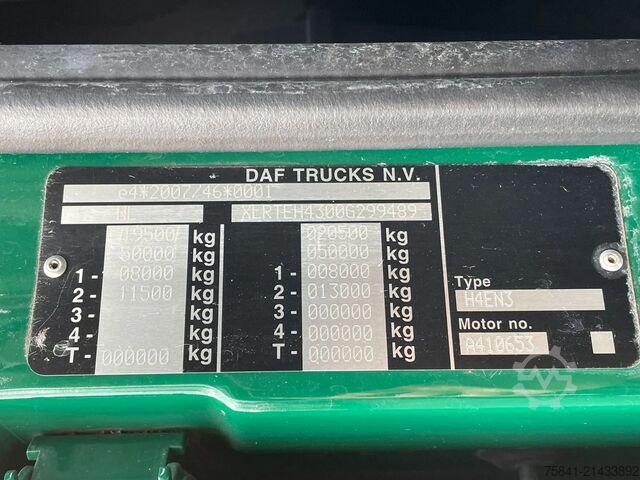 DAF TRUCKS N.V.
e4*2007/46*0001
NL XLRTEH4300G299489
19500 kg 020500 kg
60000 kg 050000 kg
1- 08000 kg 1- 008000 kg
2- 11500 kg 2- 013000 kg
3- kg 3- 000000 kg
4- kg 4- 000000 kg
T- 000000 kg T- 000000 kg
Type
H4EN3
Motor no.
A410653
75841-21433892